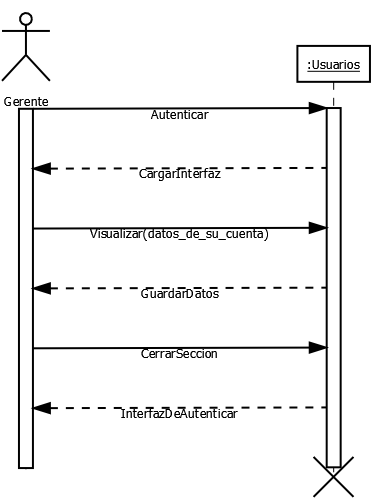 :Usuarios
Gerente
Autenticar
CargarInterfaz
Visualizar(datos_de_su_cuenta)
GuardarDatos
CerrarSeccion
InterfazDeAutenticar